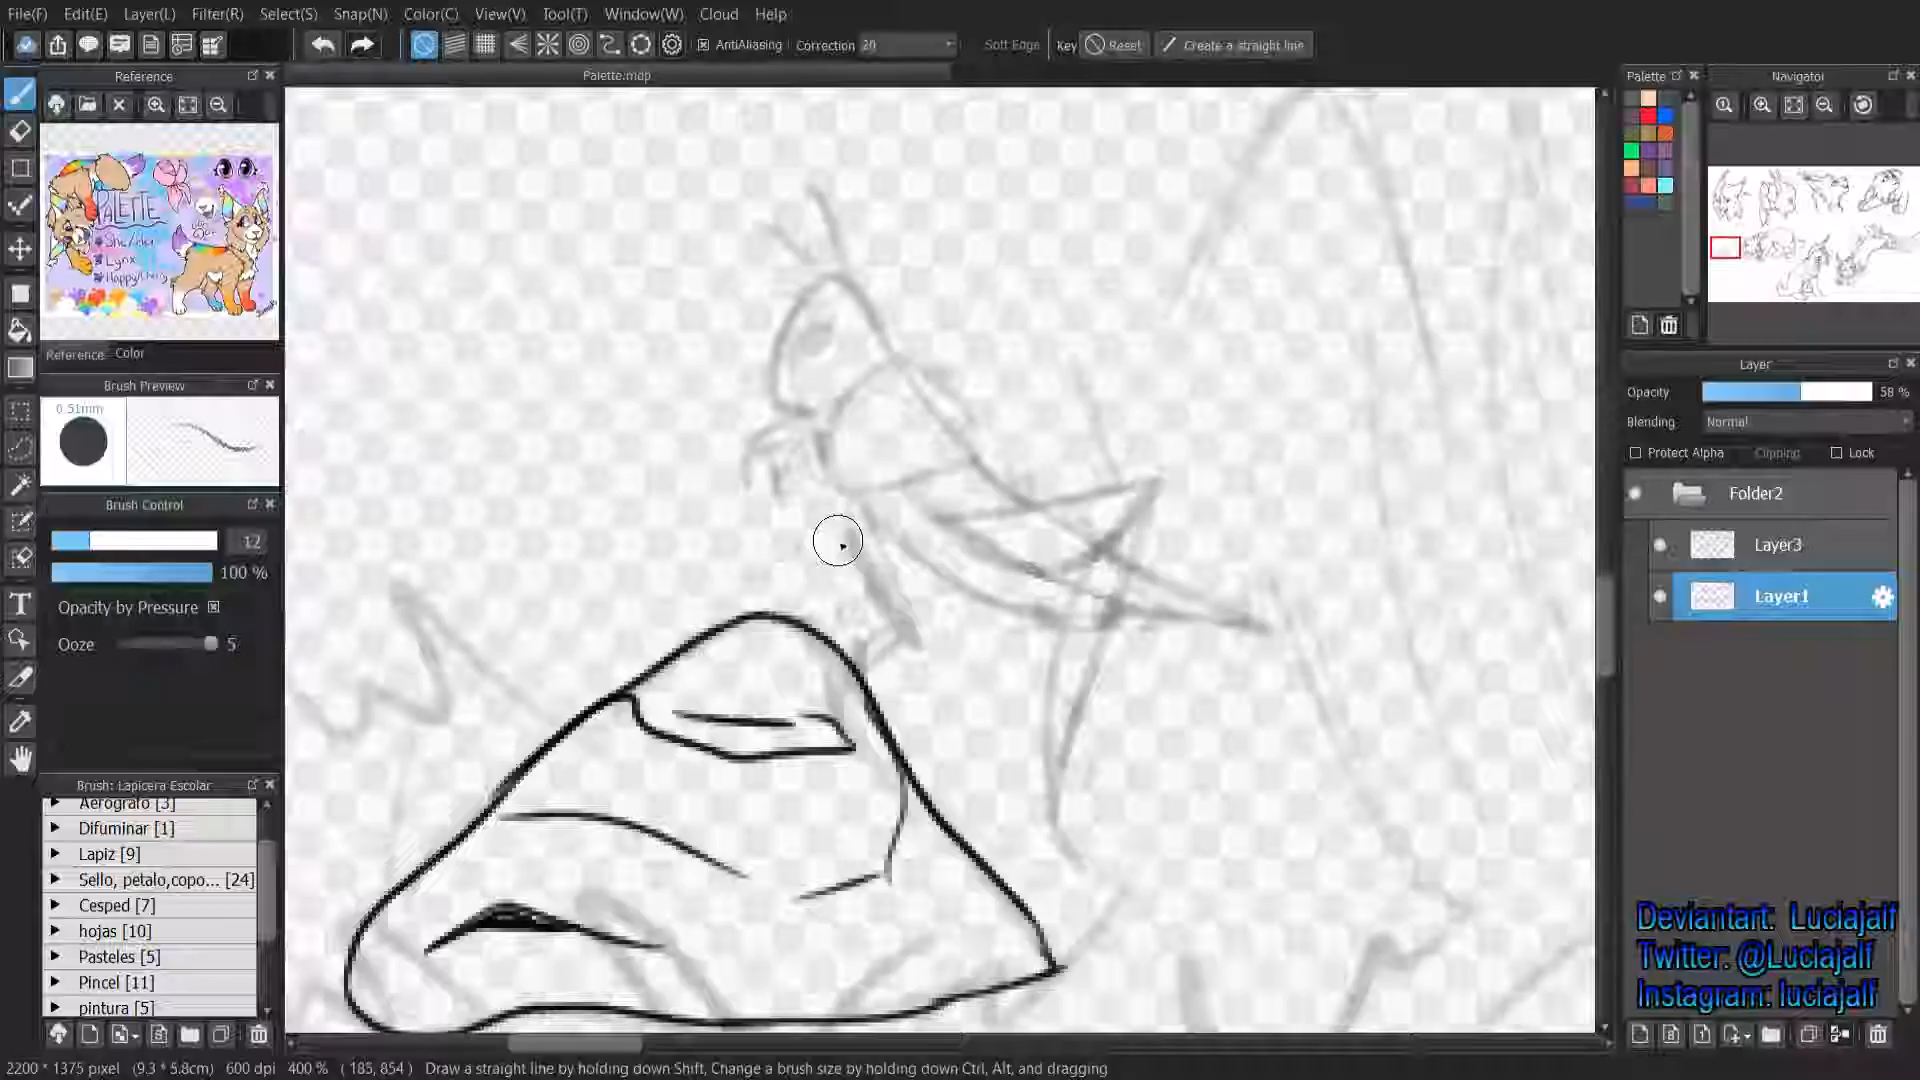 File(F) Edit(E) Layer(L) Filter(R) Select(S) Snap(N) Color(C) View(V) Tool(T) Window(W) Cloud Help
AntiAliasing Correction 20 Soft Edge Key Reset Create a straight line
Reference
Palette.map
Palette
Navigator
PALETTE
She/Her
Lynx
Reference Color
Brush Preview
0.51mm
Brush Control
12
100 %
Opacity by Pressure
Ooze 5
Brush: Lapicera Escolar
Aerografo [3]
Difuminar [1]
Lapiz [9]
Sello, petalo,copo... [24]
Cesped [7]
hojas [10]
Pasteles [5]
Pincel [11]
pintura [5]
Layer
Opacity 58 %
Blending Normal
Protect Alpha Clipping Lock
Folder2
Layer3
Layer1
Deviantart: Luciajalf
Twitter: @Luciajalf
Instagram: luciajalf
2200 * 1375 pixel (9.3 * 5.8cm) 600 dpi 400 % ( 185, 854 ) Draw a straight line by holding down Shift, Change a brush size by holding down Ctrl, Alt, and dragging